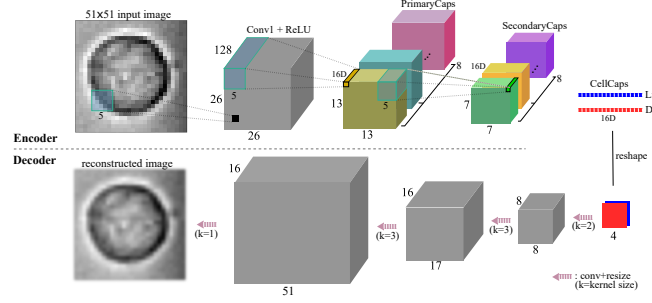 51x51 input image
5
Conv1 + ReLU
128
5
26
26
PrimaryCaps
16D
13
5
13
8
SecondaryCaps
16D
7
7
8
CellCaps
L
D
16D
Encoder
Decoder
reshape
reconstructed image
(k=1)
16
51
(k=3)
16
17
(k=3)
8
8
(k=2)
4
: conv+resize
(k=kernel size)